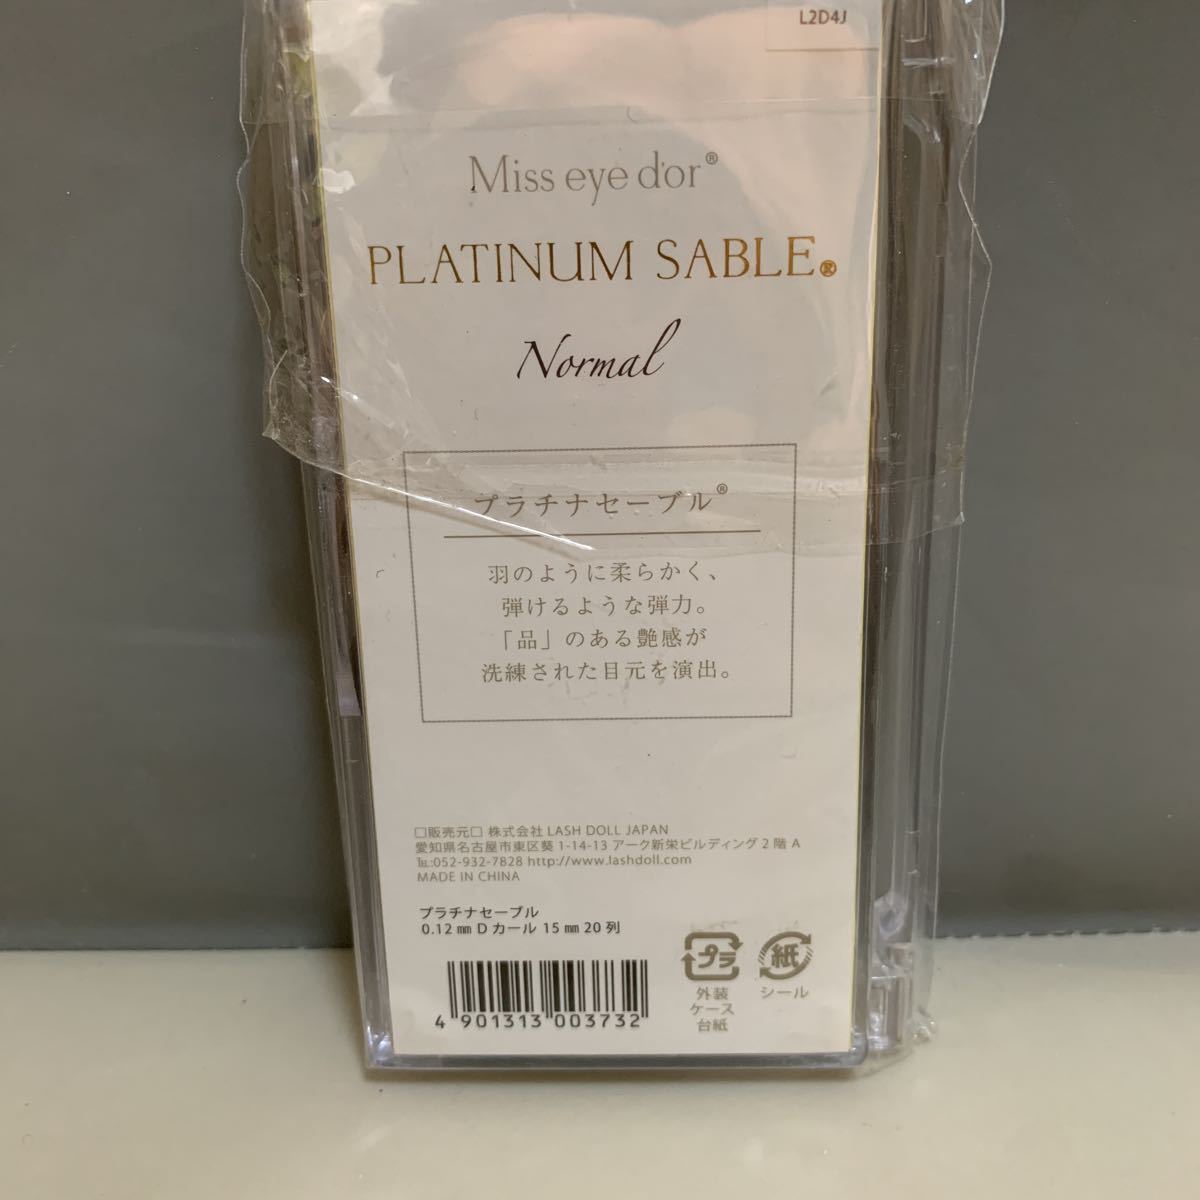 L2D4J
Miss eye d'or®
PLATINUM SABLE®
Normal
プラチナセーブル®
羽のように柔らかく、
弾けるような弾力。
「品」のある艶感が
洗練された目元を演出。
□販売元□ 株式会社 LASH DOLL JAPAN
愛知県名古屋市東区葵 1-14-13 アーク新栄ビルディング 2 階 A
℡:052-932-7828 http://www.lashdoll.com
MADE IN CHINA
プラチナセーブル
0.12 ㎜ D カール 15 ㎜ 20 列
4 901313 003732
プラ
外装
ケース
台紙
紙
シール